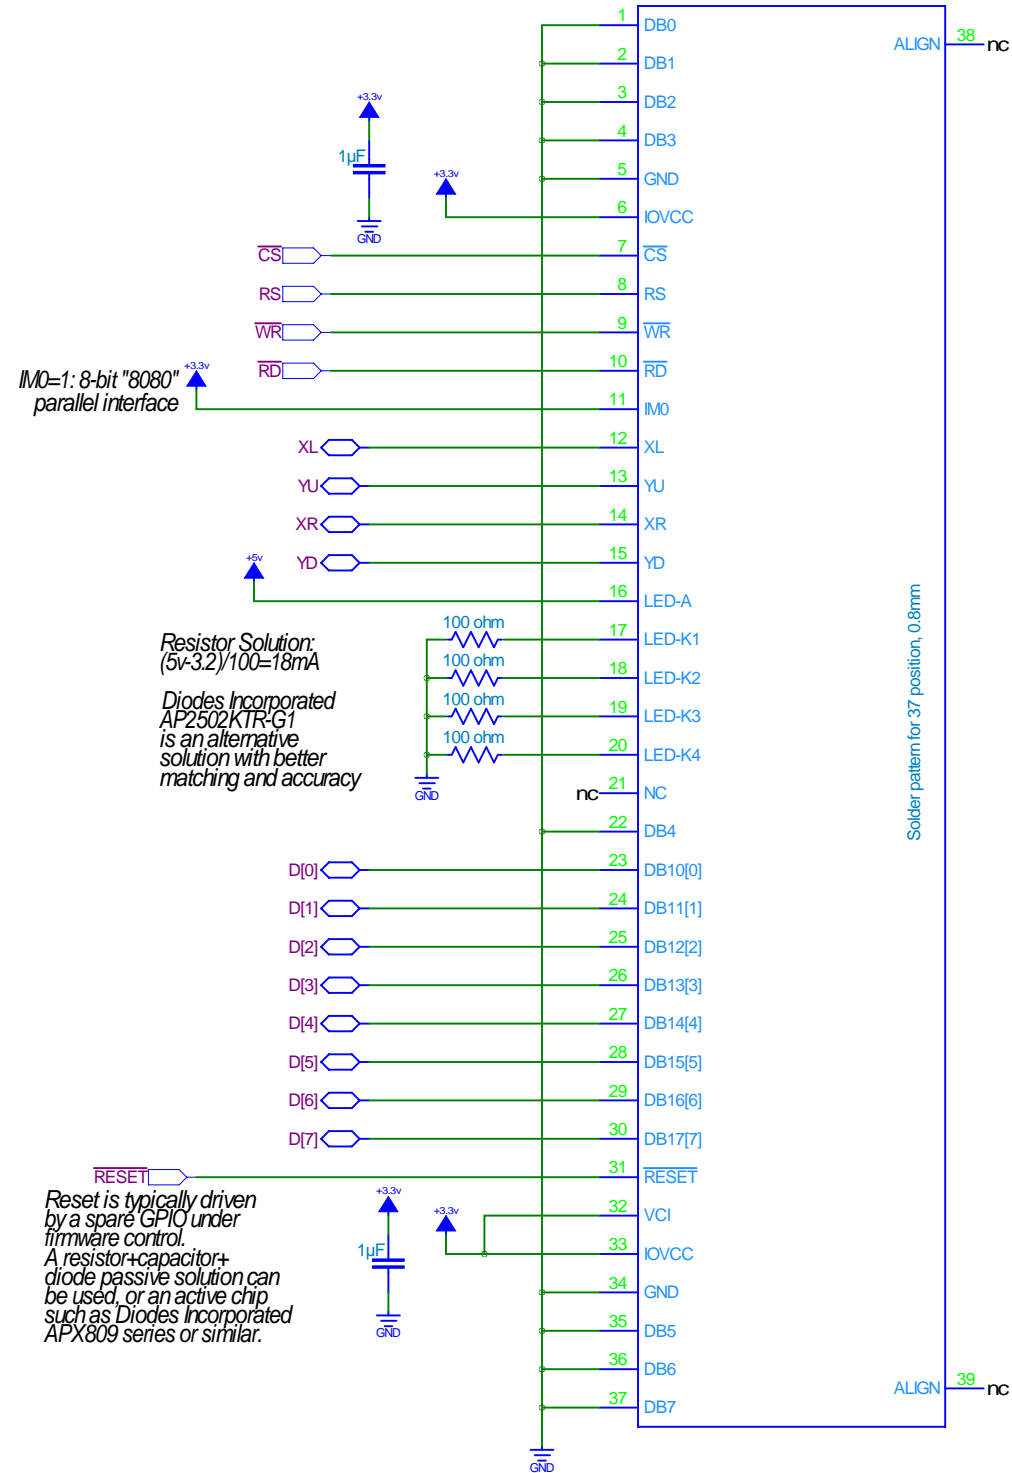 1 DB0
ALIGN 38 nc
2 DB1
+3.3v
3 DB2
4 DB3
1µF
+3.3v
5 GND
6 IOVCC
GND
CS 7 CS
RS 8 RS
WR 9 WR
RD 10 RD
IM0=1: 8-bit "8080"
parallel interface
+3.3v
11 IM0
XL 12 XL
YU 13 YU
XR 14 XR
YD 15 YD
+5v
16 LED-A
Resistor Solution:
(5v-3.2)/100=18mA
100 ohm 17 LED-K1
100 ohm 18 LED-K2
100 ohm 19 LED-K3
100 ohm 20 LED-K4
GND
Diodes Incorporated
AP2502KTR-G1
is an alternative
solution with better
matching and accuracy
Solder pattern for 37 position, 0.8mm
nc 21 NC
22 DB4
D[0] 23 DB10[0]
D[1] 24 DB11[1]
D[2] 25 DB12[2]
D[3] 26 DB13[3]
D[4] 27 DB14[4]
D[5] 28 DB15[5]
D[6] 29 DB16[6]
D[7] 30 DB17[7]
RESET 31 RESET
Reset is typically driven
by a spare GPIO under
firmware control.
A resistor+capacitor+
diode passive solution can
be used, or an active chip
such as Diodes Incorporated
APX809 series or similar.
+3.3v
1µF
GND
+3.3v
32 VCI
33 IOVCC
34 GND
35 DB5
36 DB6
ALIGN 39 nc
37 DB7
GND